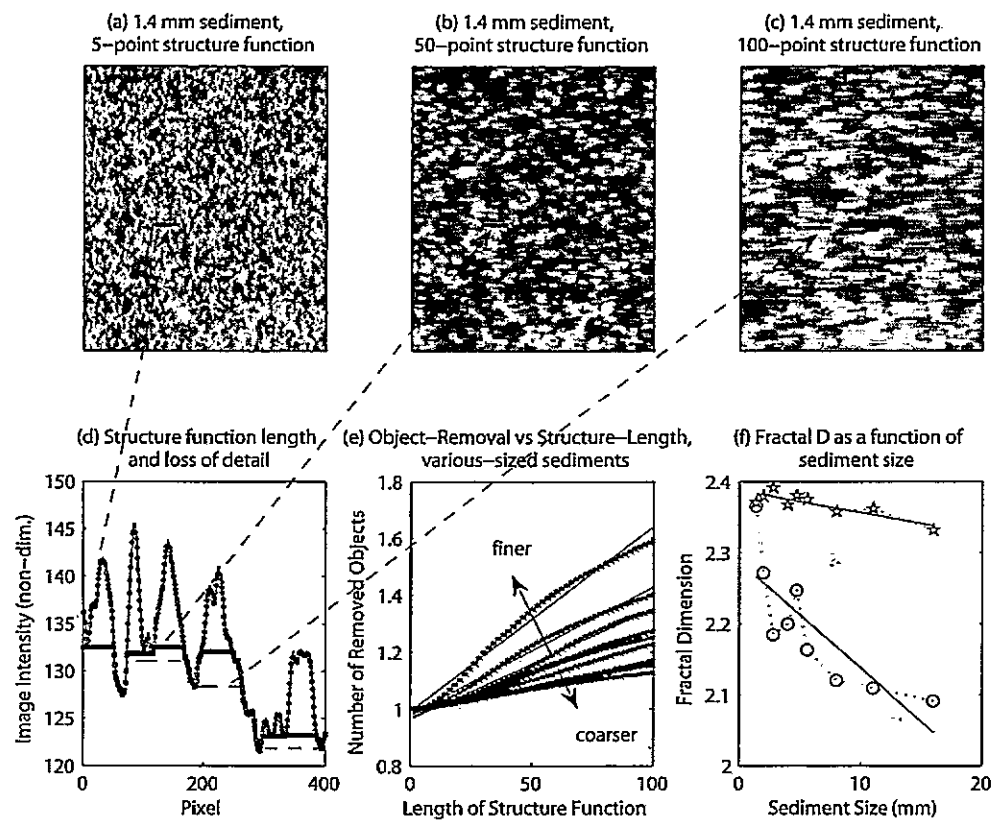 (a) 1.4 mm sediment,
5–point structure function
(b) 1.4 mm sediment,
50–point structure function
(c) 1.4 mm sediment,
100–point structure function
(d) Structure function length
and loss of detail
150
145
140
135
130
125
120
0
200
400
Image Intensity (non–dim.)
Pixel
(e) Object–Removal vs Structure–Length,
various–sized sediments
1.8
1.6
1.4
1.2
1
0.8
0
50
100
finer
coarser
Number of Removed Objects
Length of Structure Function
(f) Fractal D as a function of
sediment size
2.4
2.3
2.2
2.1
2
0
10
20
Fractal Dimension
Sediment Size (mm)